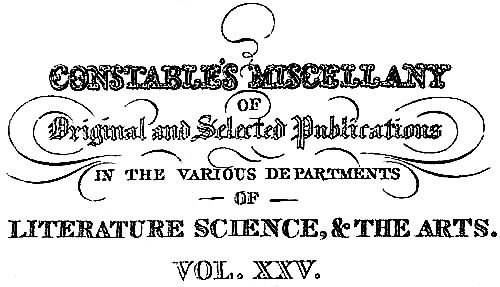 CONSTABLE'S MISCELLANY
OF
Original and Selected Publications
IN THE VARIOUS DEPARTMENTS
— OF —
LITERATURE SCIENCE, & THE ARTS.
VOL. XXV.